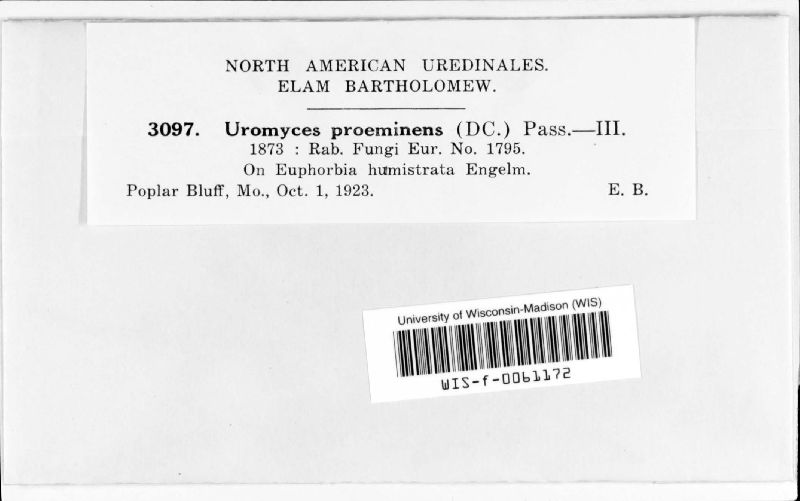 NORTH AMERICAN UREDINALES.
ELAM BARTHOLOMEW.
3097. Uromyces proeminens (DC.) Pass.—III.
1873 : Rab. Fungi Eur. No. 1795.
On Euphorbia humistrata Engelm.
Poplar Bluff, Mo., Oct. 1, 1923. E. B.
University of Wisconsin-Madison (WIS)
WIS-f-0061172